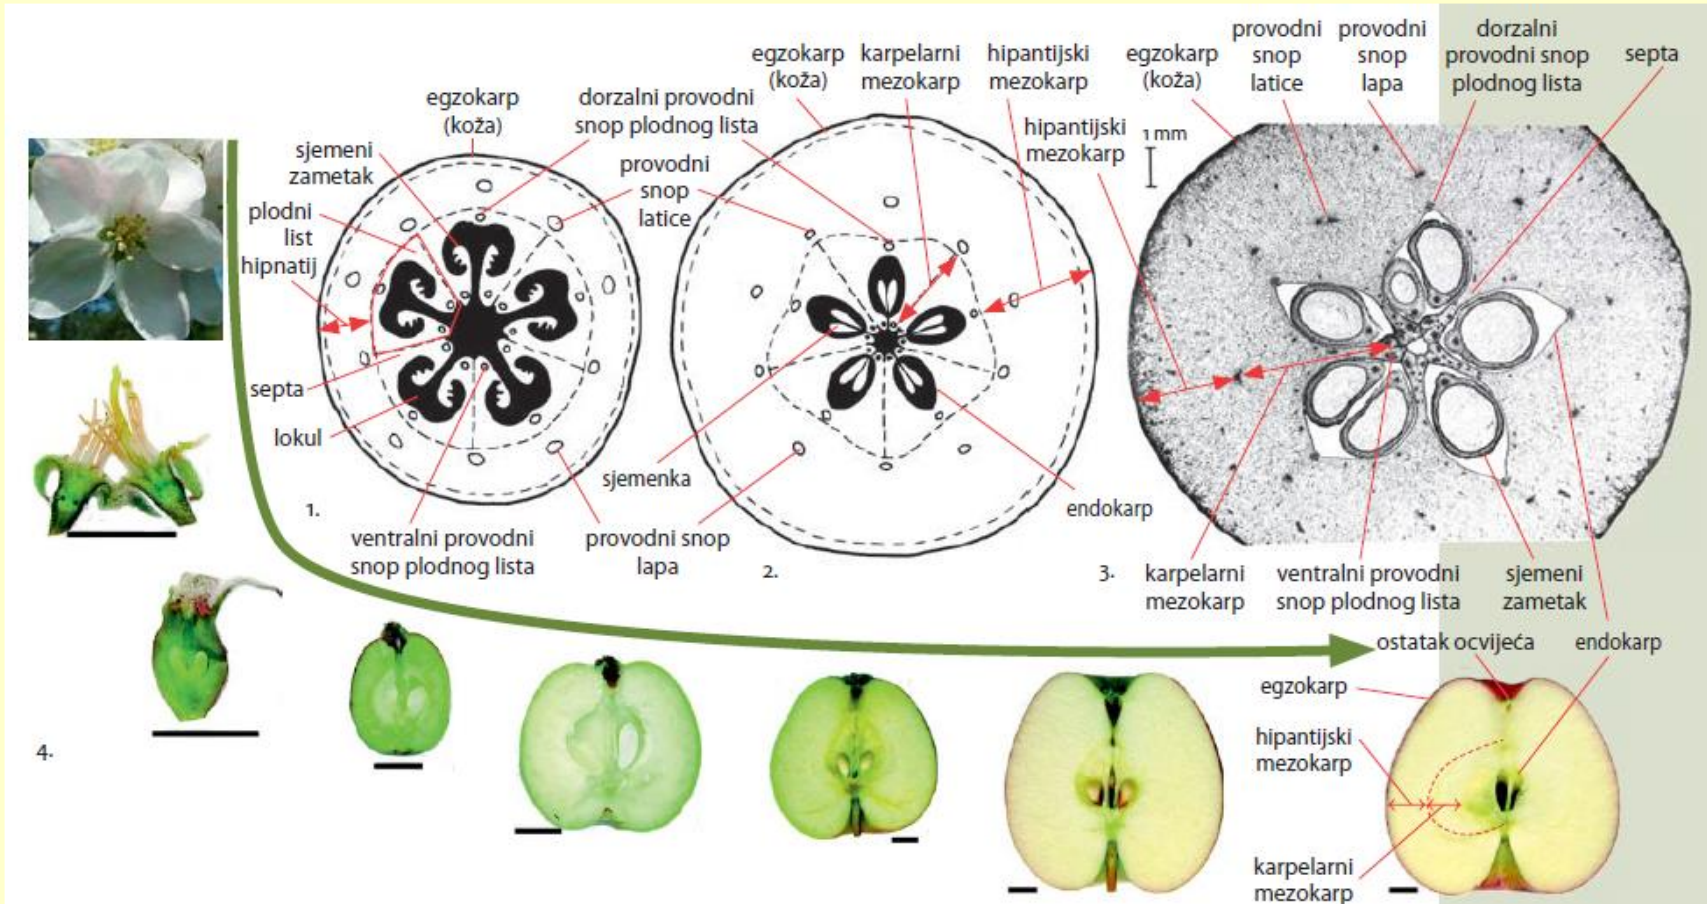 egzokarp
(koža)
sjemeni
zametak
plodni
list
hipnatij
septa
lokul
1.
ventralni provodni
snop plodnog lista
dorzalni provodni
snop plodnog lista
provodni
snop
latice
provodni snop
lapa
egzokarp
(koža)
karpelarni
mezokarp
hipantijski
mezokarp
sjemenka
endokarp
2.
hipantijski
mezokarp
egzokarp
(koža)
provodni
snop
latice
provodni
snop
lapa
dorzalni
provodni snop
plodnog lista
septa
1 mm
3.
karpelarni
mezokarp
ventralni provodni
snop plodnog lista
sjemeni
zametak
endokarp
4.
ostatak ocvijeća
egzokarp
hipantijski
mezokarp
karpelarni
mezokarp